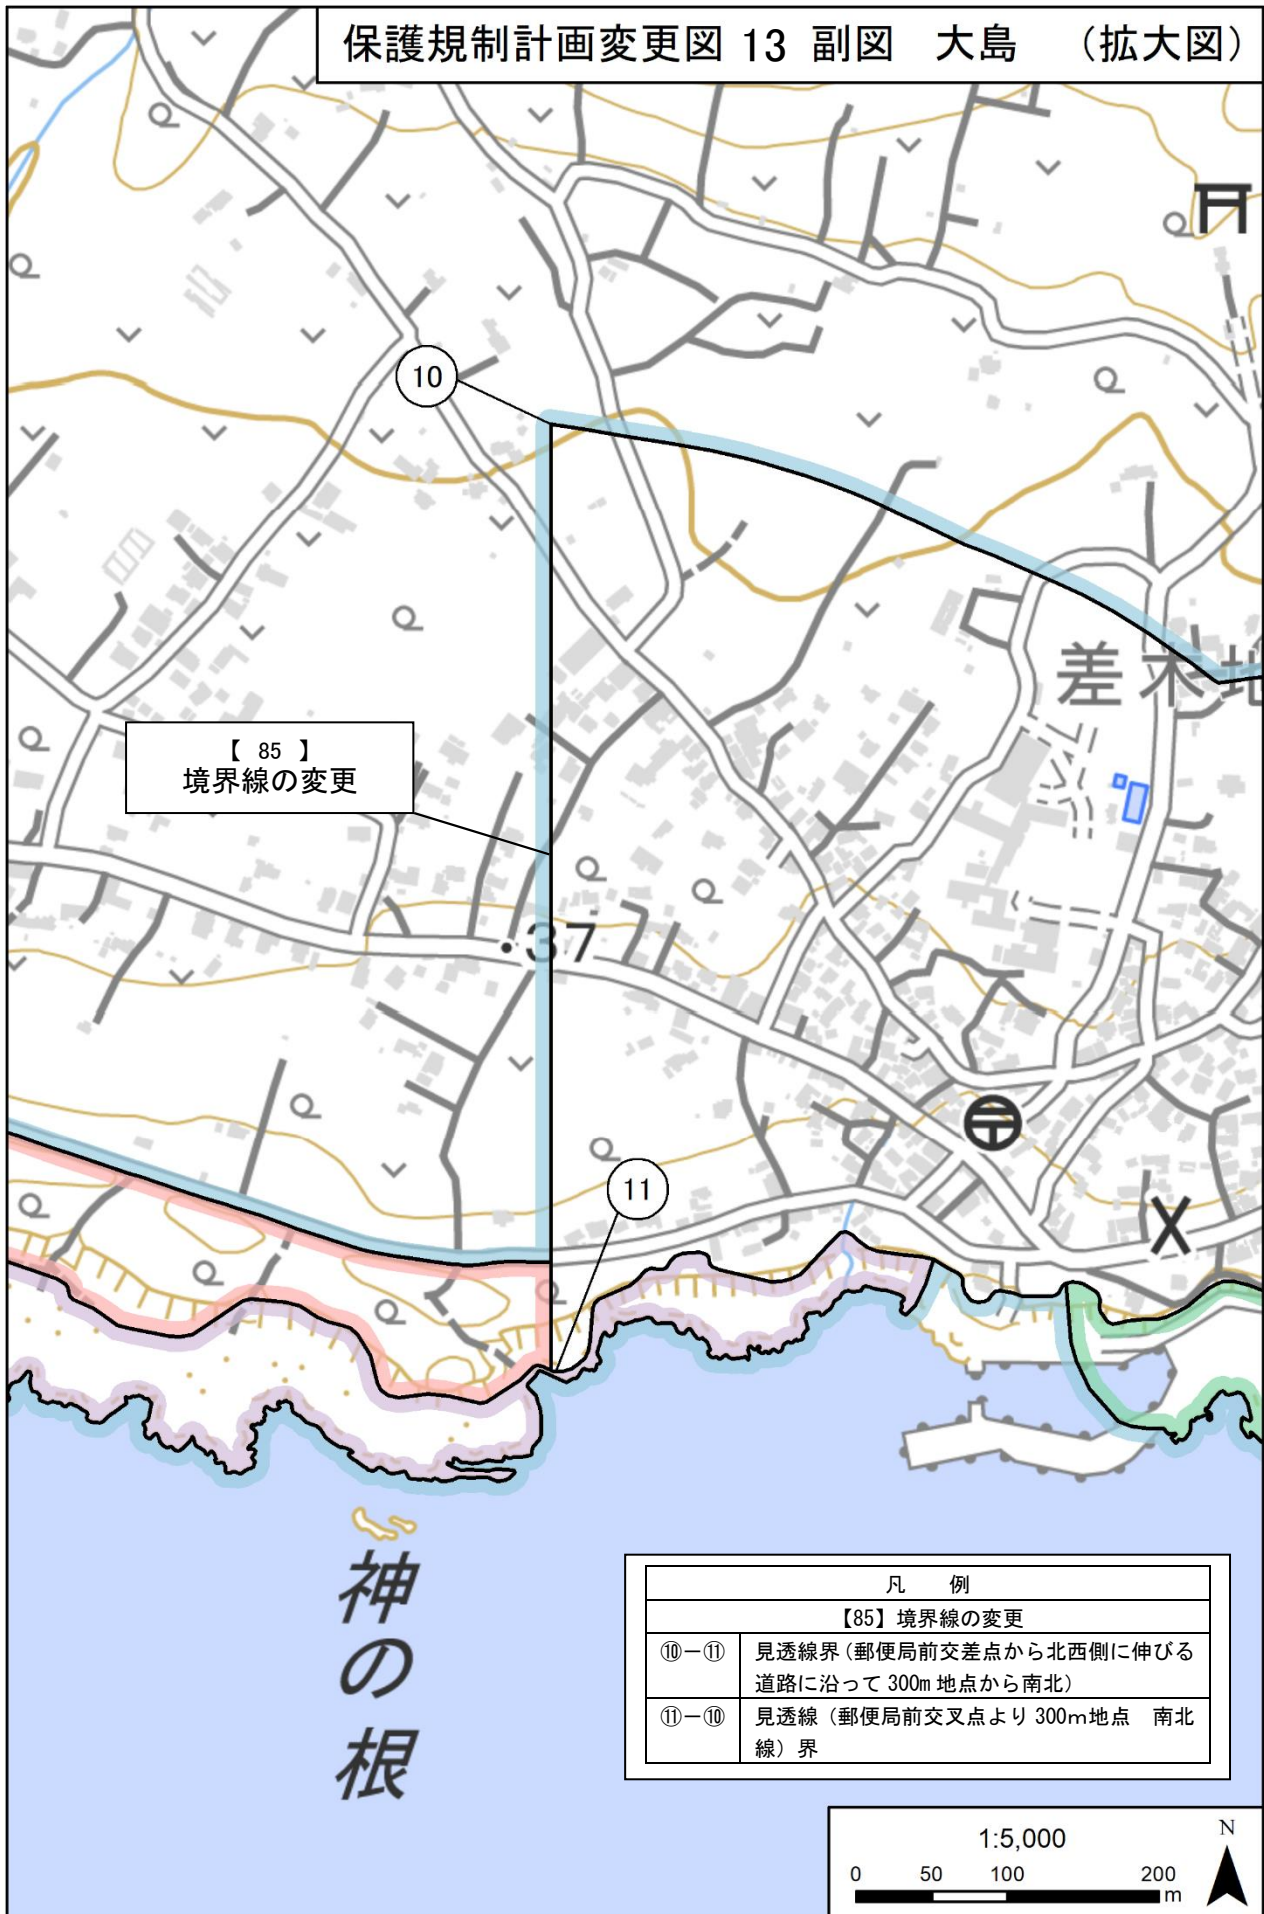 保護規制計画変更図 13 副図　大島　（拡大図）
10
差木地
【 85 】
境界線の変更
・37
11
神の根
凡　例
【85】境界線の変更
⑩－⑪ 見透線界（郵便局前交差点から北西側に伸びる
道路に沿って 300m 地点から南北）
⑪－⑩ 見透線（郵便局前交叉点より 300ｍ地点　南北
線）界
1:5,000
N
0 50 100 200
m